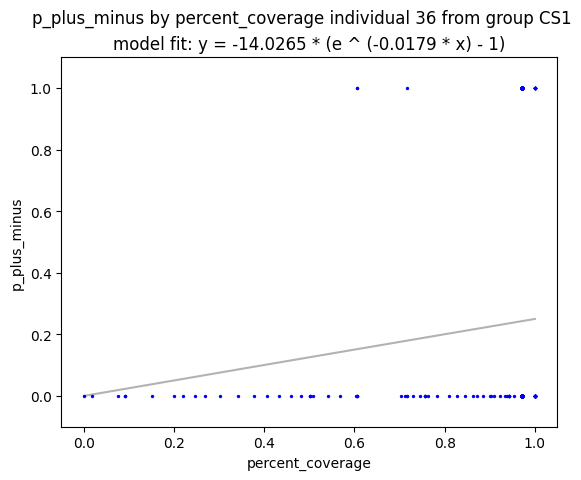 p_plus_minus by percent_coverage individual 36 from group CS1
model fit: y = -14.0265 * (e ^ (-0.0179 * x) - 1)
1.0
0.8
0.6
0.4
0.2
0.0
p_plus_minus
0.0 0.2 0.4 0.6 0.8 1.0
percent_coverage